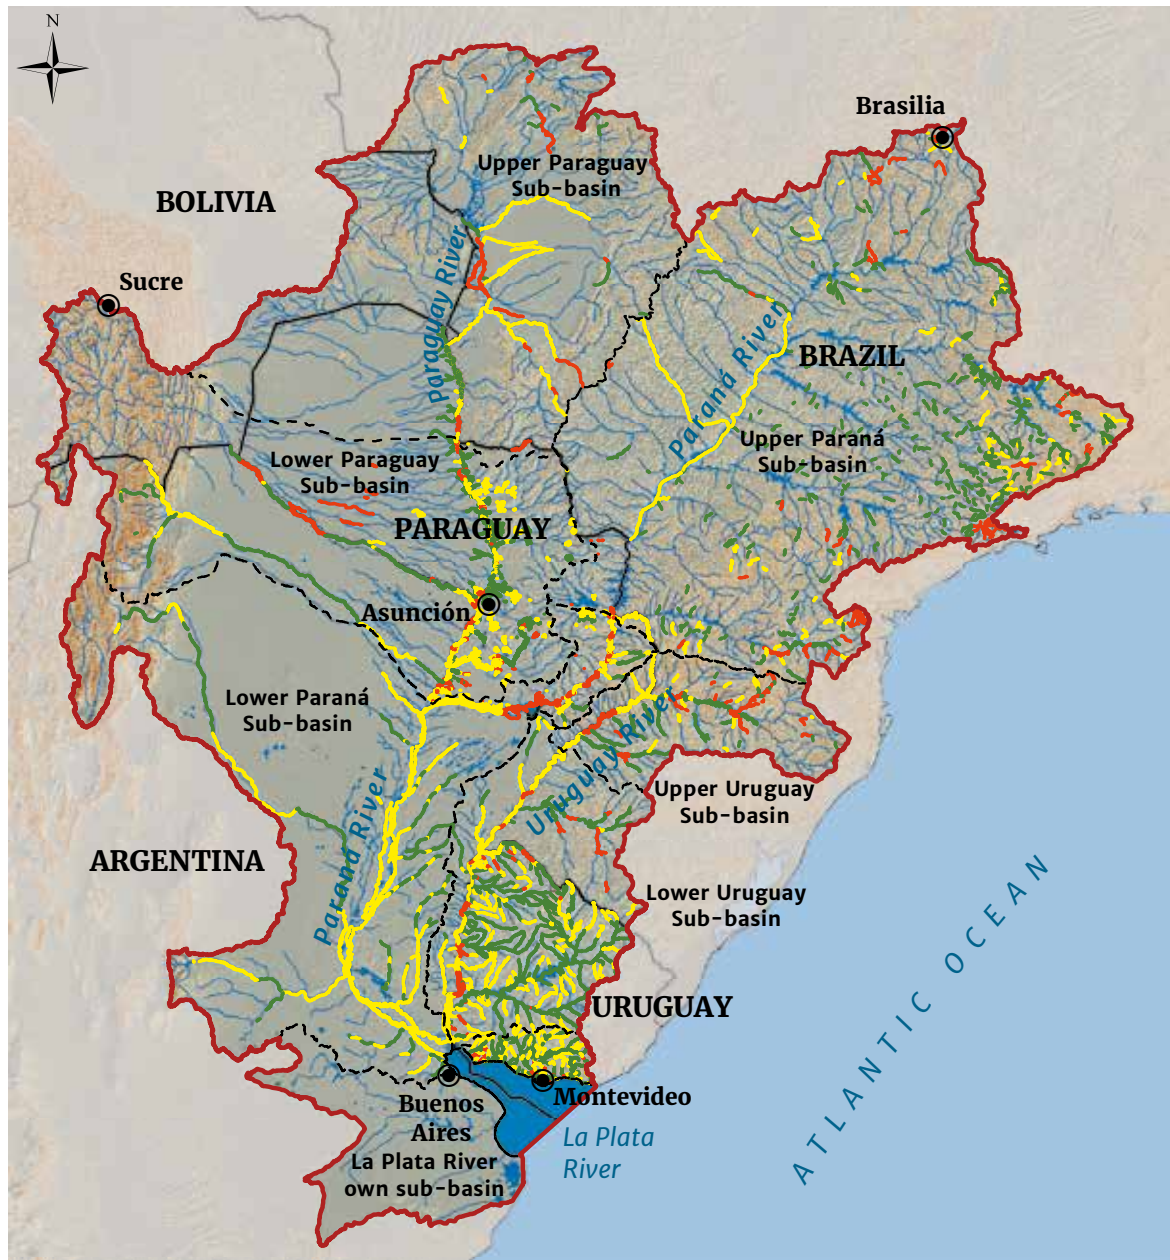 N
Brasilia
Upper Paraguay
Sub-basin
BOLIVIA
Sucre
Paraguay River
Paraná River
BRAZIL
Upper Paraná
Sub-basin
Lower Paraguay
Sub-basin
PARAGUAY
Asunción
Lower Paraná
Sub-basin
Uruguay River
Upper Uruguay
Sub-basin
Paraná River
ARGENTINA
Lower Uruguay
Sub-basin
URUGUAY
ATLANTIC OCEAN
Buenos
Aires
Montevideo
La Plata
River
La Plata River
own sub-basin